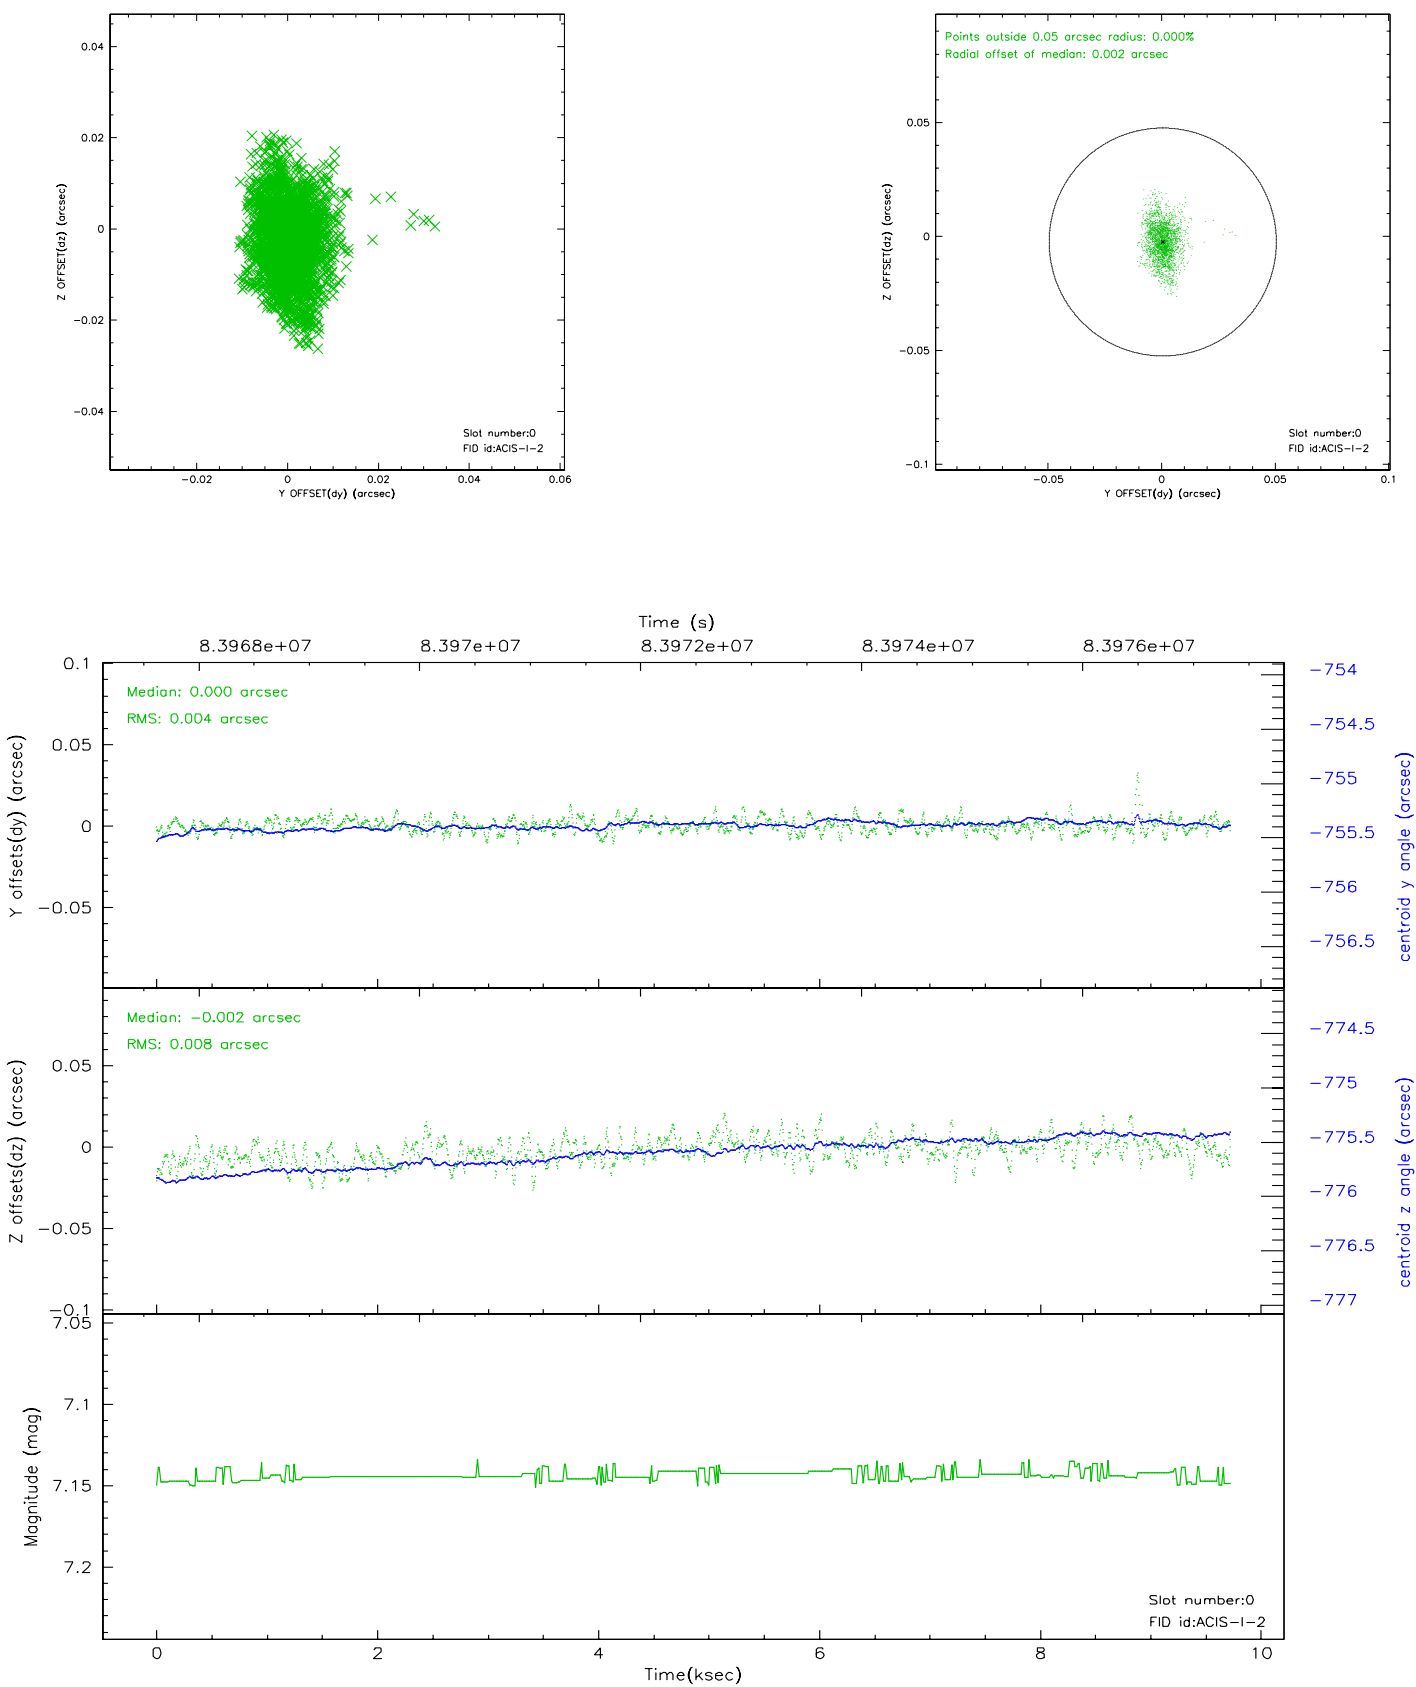 0.04
0.02
0
-0.02
-0.04
Z OFFSET(dz) (arcsec)
Slot number:0
FID id:ACIS-I-2
-0.02
0
0.02
0.04
0.06
Y OFFSET(dy) (arcsec)
Points outside 0.05 arcsec radius: 0.000%
Radial offset of median: 0.002 arcsec
0.05
0
-0.05
-0.1
Z OFFSET(dz) (arcsec)
Slot number:0
FID id:ACIS-I-2
-0.05
0
0.05
0.1
Y OFFSET(dy) (arcsec)
Time (s)
8.3968e+07
8.397e+07
8.3972e+07
8.3974e+07
8.3976e+07
0.1
0.05
0
-0.05
Y offsets(dy) (arcsec)
Median: 0.000 arcsec
RMS: 0.004 arcsec
-754
-754.5
-755
-755.5
-756
-756.5
centroid y angle (arcsec)
0.05
0
-0.05
-0.1
Z offsets(dz) (arcsec)
Median: -0.002 arcsec
RMS: 0.008 arcsec
-774.5
-775
-775.5
-776
-776.5
-777
centroid z angle (arcsec)
7.05
7.1
7.15
7.2
Magnitude (mag)
Slot number:0
FID id:ACIS-I-2
0
2
4
6
8
10
Time(ksec)